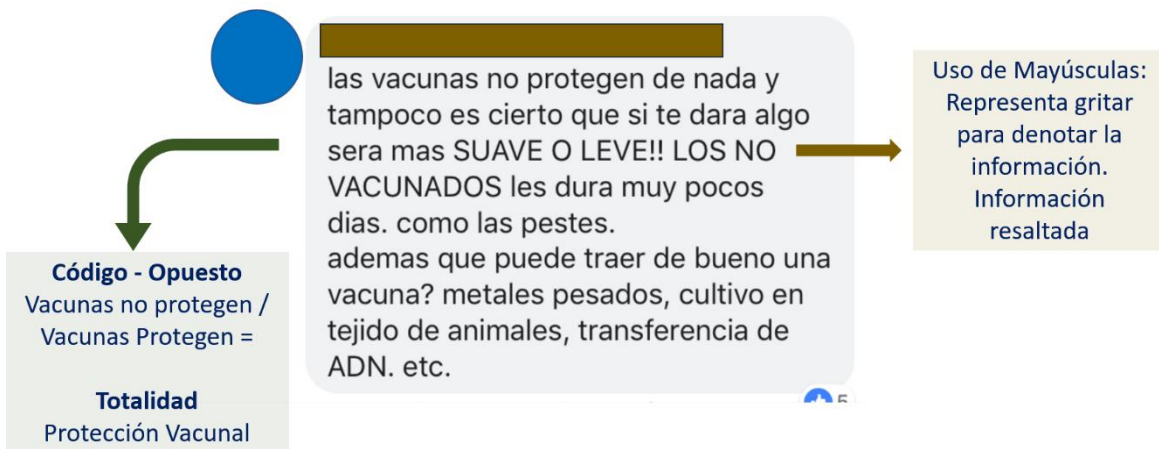 las vacunas no protegen de nada y
tampoco es cierto que si te dara algo
sera mas SUAVE O LEVE!! LOS NO
VACUNADOS les dura muy pocos
dias. como las pestes.
ademas que puede traer de bueno una
vacuna? metales pesados, cultivo en
tejido de animales, transferencia de
ADN. etc.
5
Uso de Mayúsculas:
Representa gritar
para denotar la
información.
Información
resaltada
Código - Opuesto
Vacunas no protegen /
Vacunas Protegen =
Totalidad
Protección Vacunal